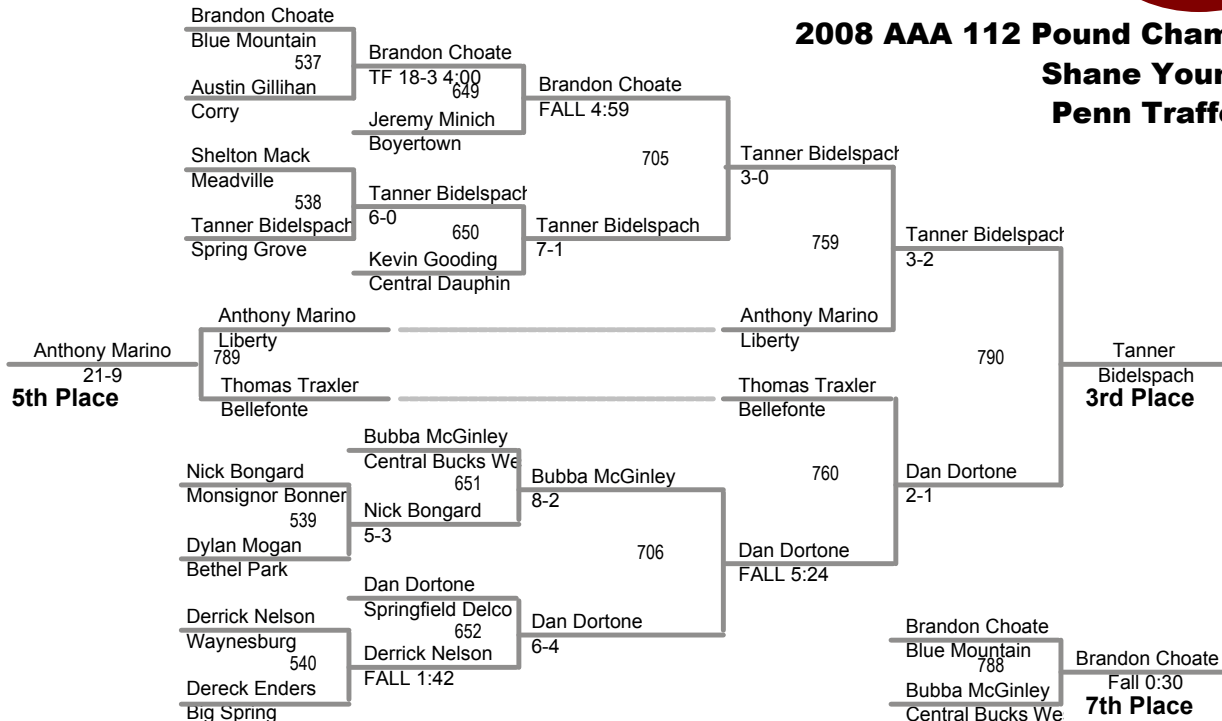 2008 AAA 112 Pound Cham
Shane Your
Penn Traffo
Brandon Choate
Blue Mountain
537
Austin Gillihan
Corry
Brandon Choate
TF 18-3 4:00
649
Jeremy Minich
Boyertown
Brandon Choate
FALL 4:59
Shelton Mack
Meadville
538
Tanner Bidelspach
Spring Grove
Tanner Bidelspach
6-0
650
Kevin Gooding
Central Dauphin
Tanner Bidelspach
7-1
705
Tanner Bidelspach
3-0
759
Anthony Marino
Liberty
Tanner Bidelspach
3-2
Anthony Marino
Liberty
789
Thomas Traxler
Bellefonte
Anthony Marino
21-9
5th Place
790
Tanner
Bidelspach
3rd Place
Thomas Traxler
Bellefonte
760
Dan Dortone
2-1
Bubba McGinley
Central Bucks We
651
Nick Bongard
5-3
Bubba McGinley
8-2
Nick Bongard
Monsignor Bonner
539
Dylan Mogan
Bethel Park
706
Dan Dortone
FALL 5:24
Dan Dortone
Springfield Delco
652
Derrick Nelson
FALL 1:42
Dan Dortone
6-4
Derrick Nelson
Waynesburg
540
Dereck Enders
Big Spring
Brandon Choate
Blue Mountain
788
Bubba McGinley
Central Bucks We
Brandon Choate
Fall 0:30
7th Place